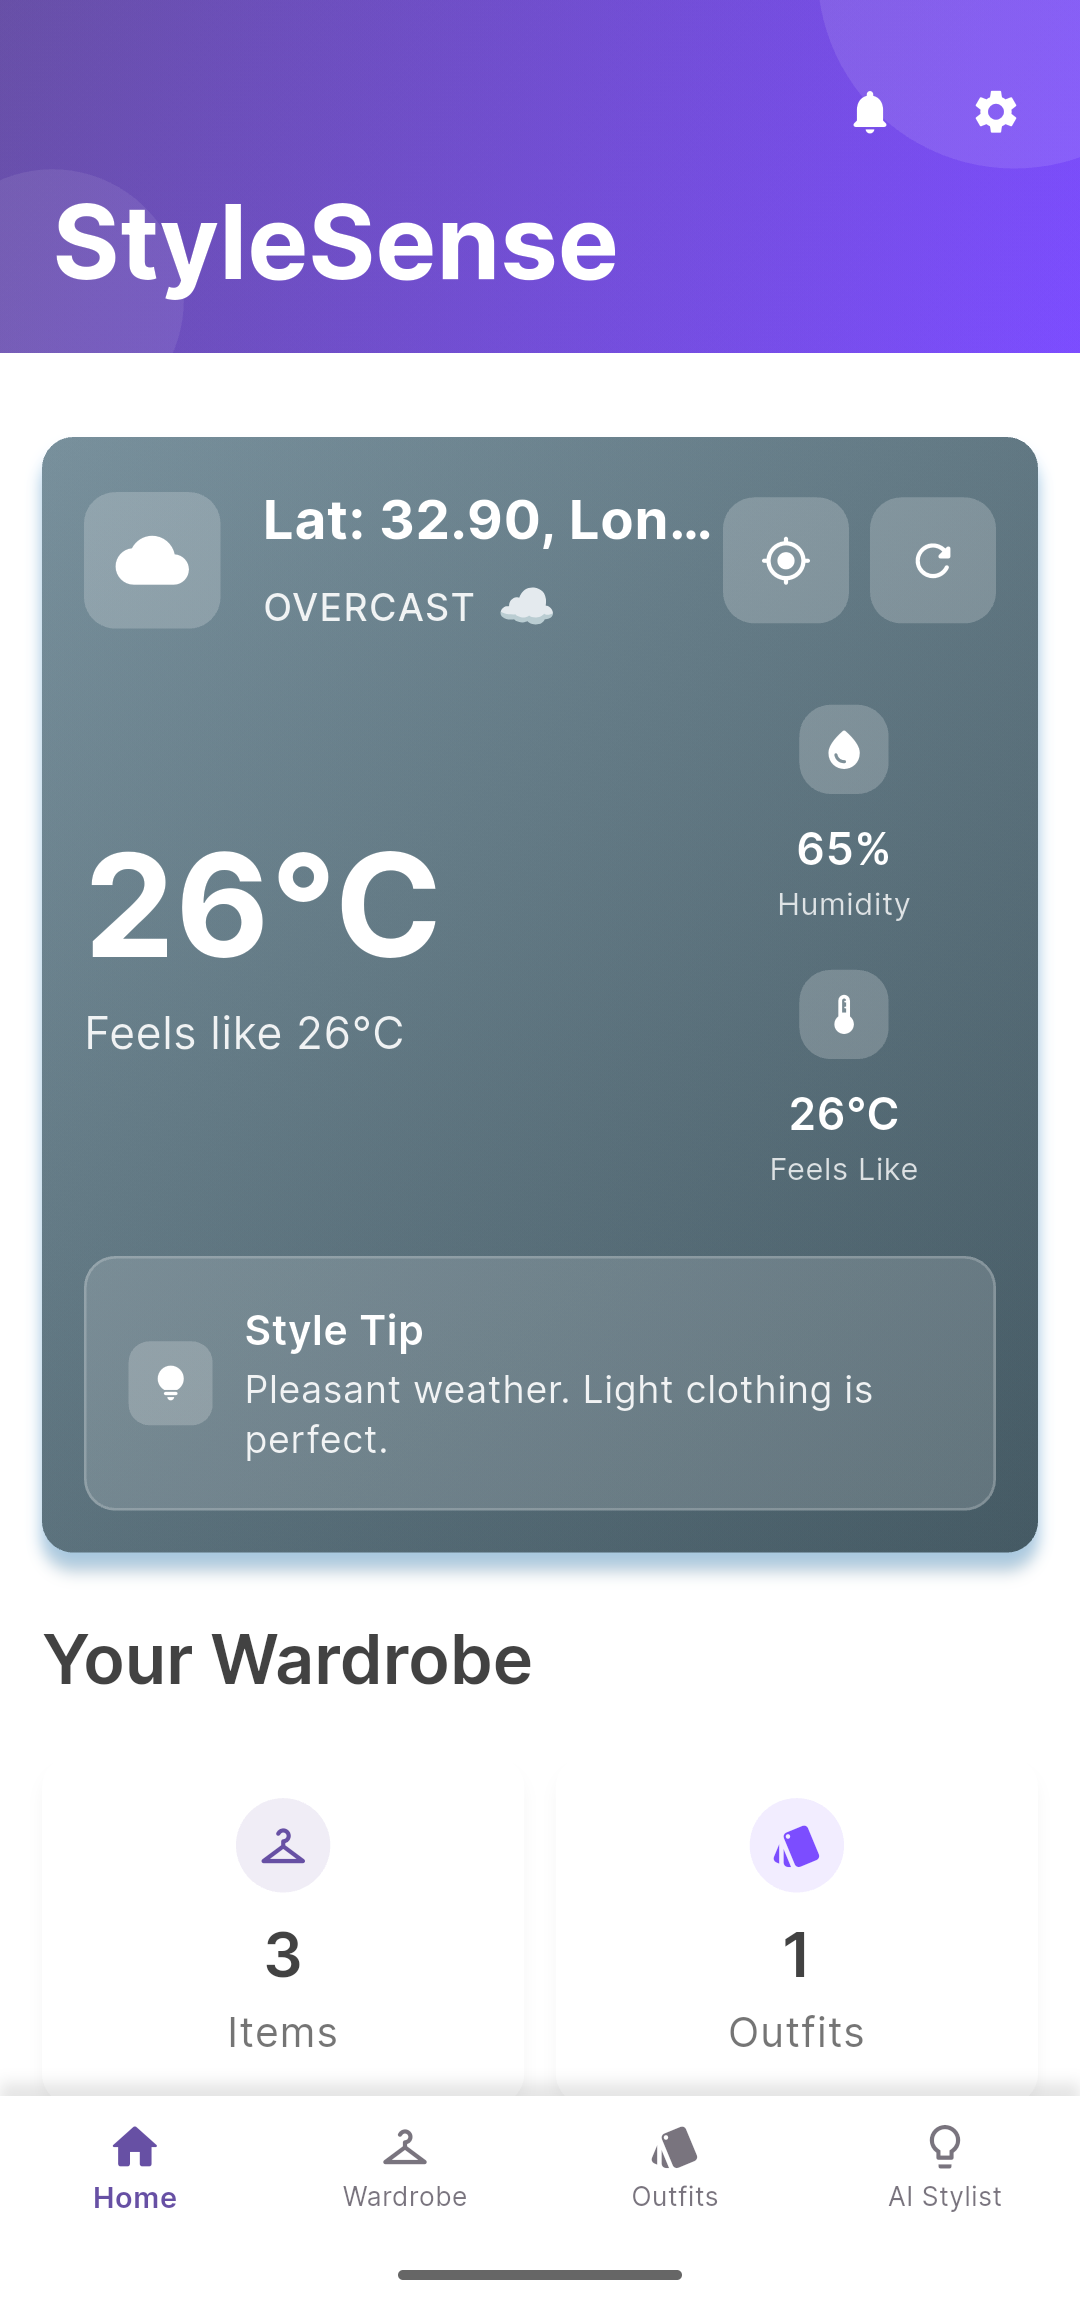 StyleSense
Lat: 32.90, Lon...
OVERCAST ☁️
65%
Humidity
26°C
Feels like 26°C
26°C
Feels Like
Style Tip
Pleasant weather. Light clothing is
perfect.
Your Wardrobe
3
Items
1
Outfits
Home
Wardrobe
Outfits
AI Stylist